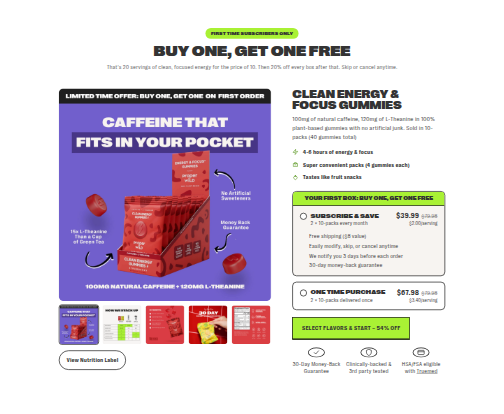 FIRST TIME SUBSCRIBERS ONLY
BUY ONE, GET ONE FREE
That's 20 servings of clean, focused energy for the price of 10. Then 20% off every box after that. Skip or cancel anytime.
LIMITED TIME OFFER: BUY ONE, GET ONE ON FIRST ORDER
CAFFEINE THAT
FITS IN YOUR POCKET
No Artificial
Sweeteners
Money Back
Guarantee
15x L-Theanine
Than a Cup
of Green Tea
100MG NATURAL CAFFEINE + 120MG L-THEANINE
View Nutrition Label
CLEAN ENERGY &
FOCUS GUMMIES
100mg of natural caffeine, 120mg of L-Theanine in 100%
plant-based gummies with no artificial junk. Sold in 10-
packs (40 gummies total)
4-6 hours of energy & focus
Super convenient packs (4 gummies each)
Tastes like fruit snacks
YOUR FIRST BOX: BUY ONE, GET ONE FREE
SUBSCRIBE & SAVE
$39.99
2 × 10-packs every month
Free shipping ($8 value)
Easily modify, skip, or cancel anytime
We notify you 3 days before each order
30-day money-back guarantee
ONE TIME PURCHASE
$67.98
2 × 10-packs delivered once
SELECT FLAVORS & START - 54% OFF
30-Day Money-Back
Guarantee
Clinically-backed &
3rd party tested
HSA/FSA eligible
with Truemed